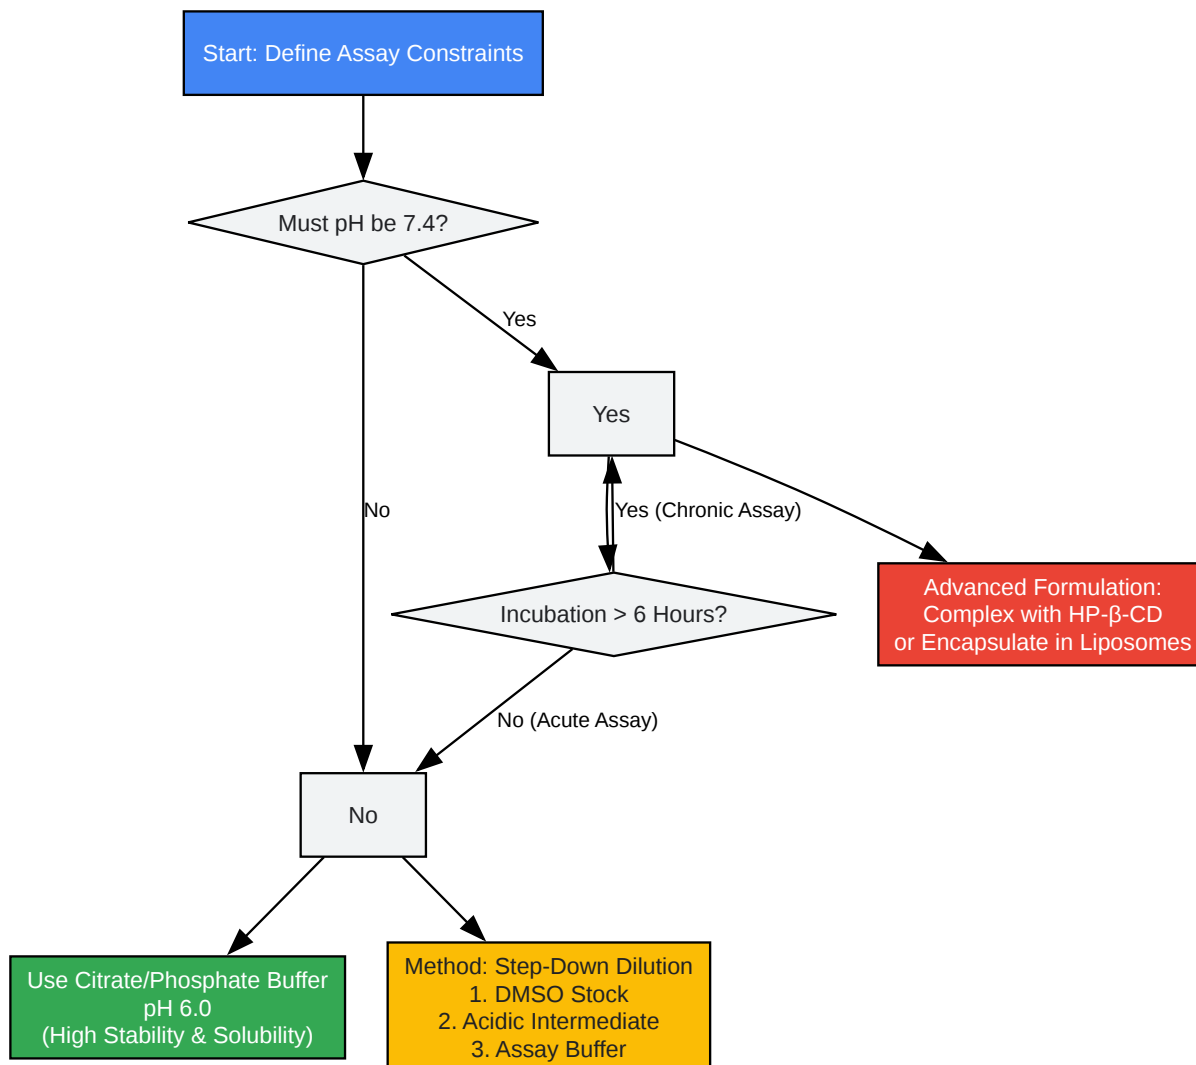 Start: Define Assay Constraints
Must pH be 7.4?
Yes
Yes
No
Yes (Chronic Assay)
Incubation > 6 Hours?
Advanced Formulation:
Complex with HP-β-CD
or Encapsulate in Liposomes
No (Acute Assay)
No
Use Citrate/Phosphate Buffer
pH 6.0
(High Stability & Solubility)
Method: Step-Down Dilution
1. DMSO Stock
2. Acidic Intermediate
3. Assay Buffer